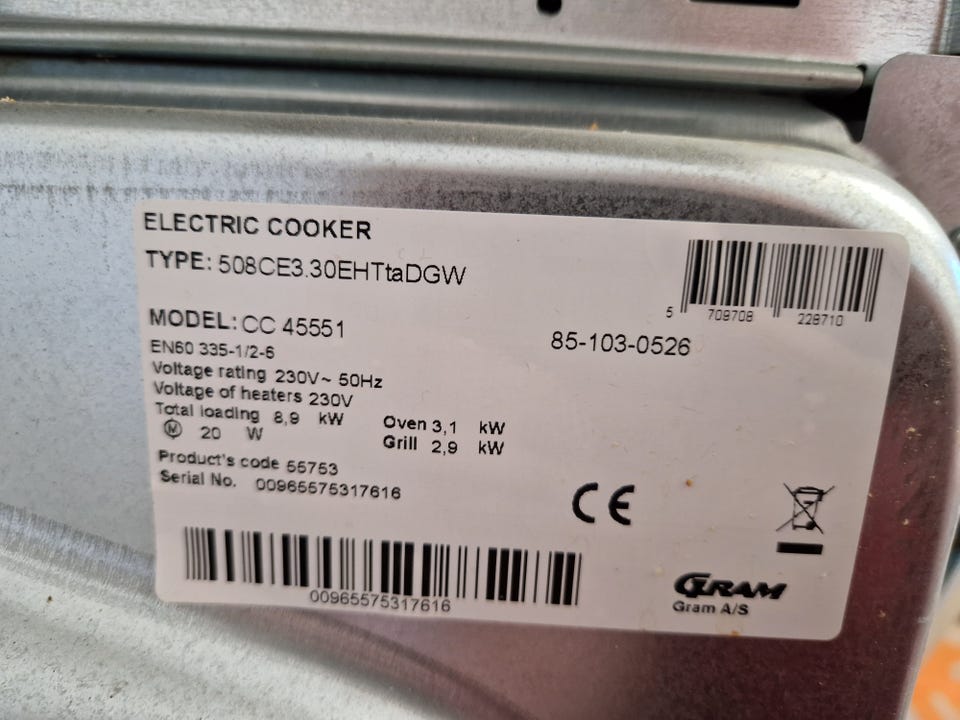 ELECTRIC COOKER
TYPE: 508CE3.30EHTtaDGW
5 709708 228710
MODEL: CC 45551
85-103-0526
EN60 335-1/2-6
Voltage rating 230V~ 50Hz
Voltage of heaters 230V
Total loading 8,9 kW
Oven 3,1 kW
M 20 W
Grill 2,9 kW
Product's code 55753
Serial No. 00965575317616
CE
00965575317616
GRAM
Gram A/S